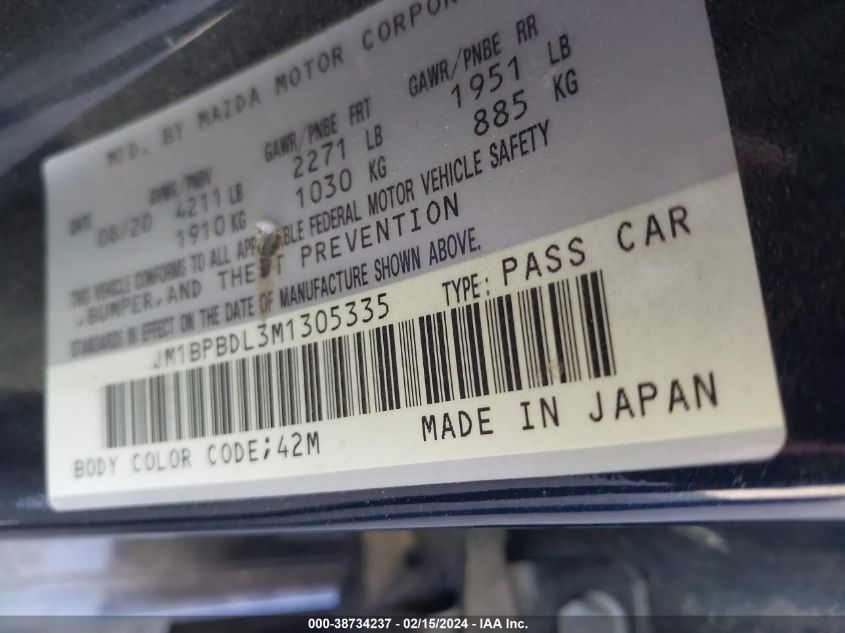 MFD. BY MAZDA MOTOR CORPOR
DATE GVWR/PNBV GAWR/PNBE FRT GAWR/PNBE RR
08/20 4211 LB 2271 LB 1951 LB
1910 KG 1030 KG 885 KG
THIS VEHICLE CONFORMS TO ALL APP BLE FEDERAL MOTOR VEHICLE SAFETY
,BUMPER,AND THEFT PREVENTION
STANDARDS IN EFFECT ON THE DATE OF MANUFACTURE SHOWN ABOVE.
JM1BPBDL3M1305335 TYPE: PASS CAR
BODY COLOR CODE;42M MADE IN JAPAN
000-38734237 - 02/15/2024 - IAA Inc.